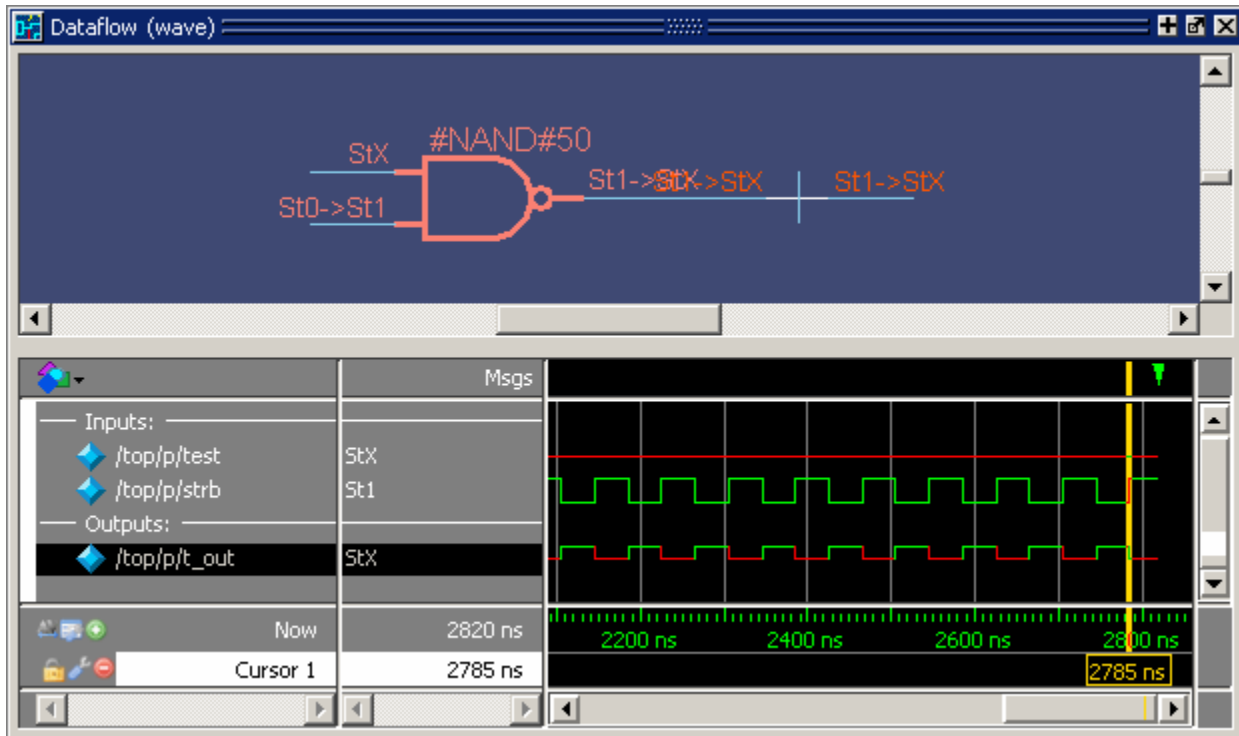 Dataflow (wave)
#NAND#50
StX
St0->St1
St1->StX
St1->StX
Msgs
Inputs:
/top/p/test StX
/top/p/strb St1
Outputs:
/top/p/t_out StX
Now 2820 ns
2200 ns 2400 ns 2600 ns 2800 ns
Cursor 1 2785 ns
2785 ns